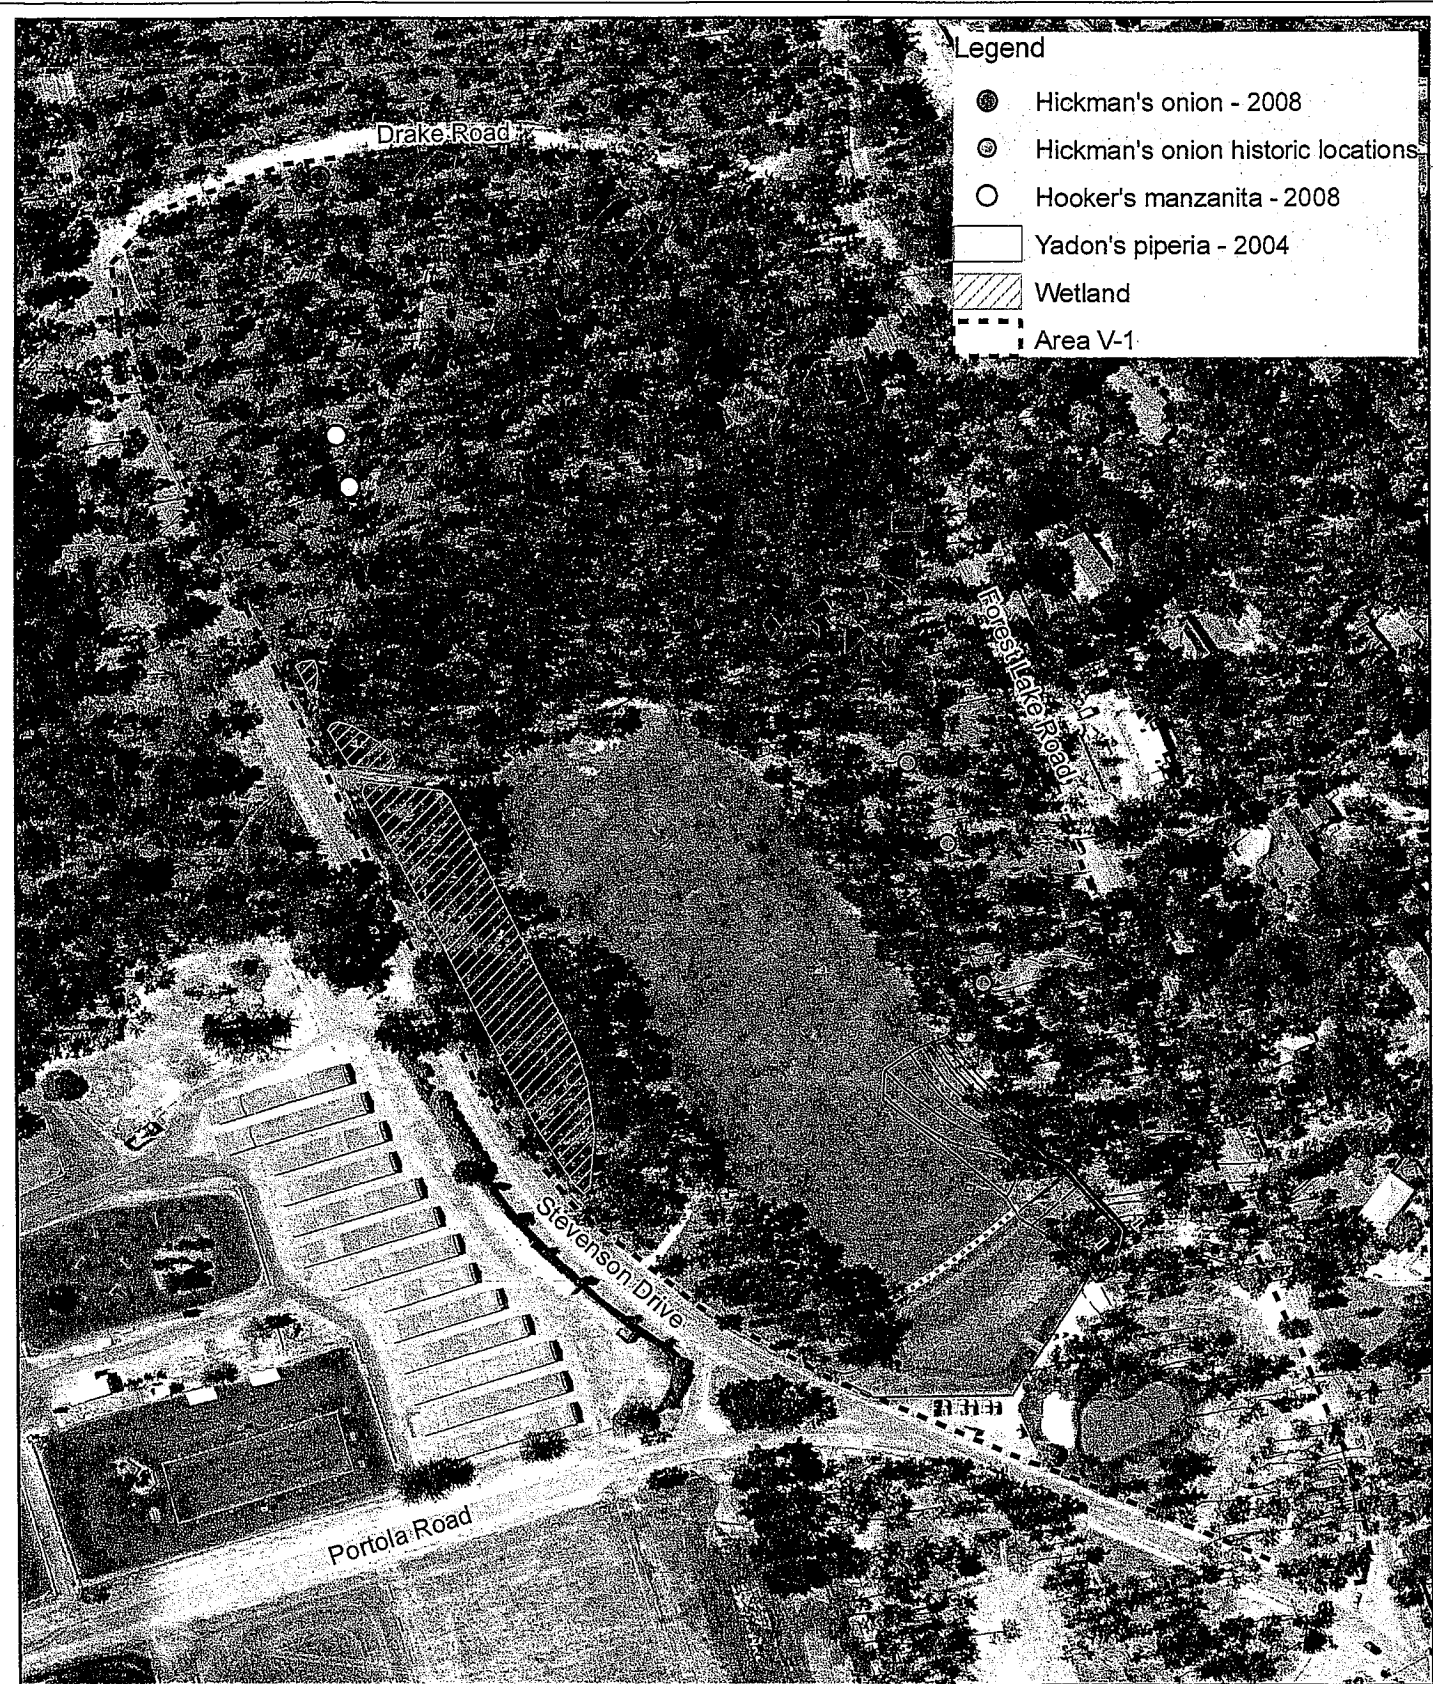 Legend
Hickman's onion - 2008
Hickman's onion historic locations
Hooker's manzanita - 2008
Yadon's piperia - 2004
Wetland
Area V-1
Drake Road
Forest Lake Road
Stevenson Drive
Portola Road